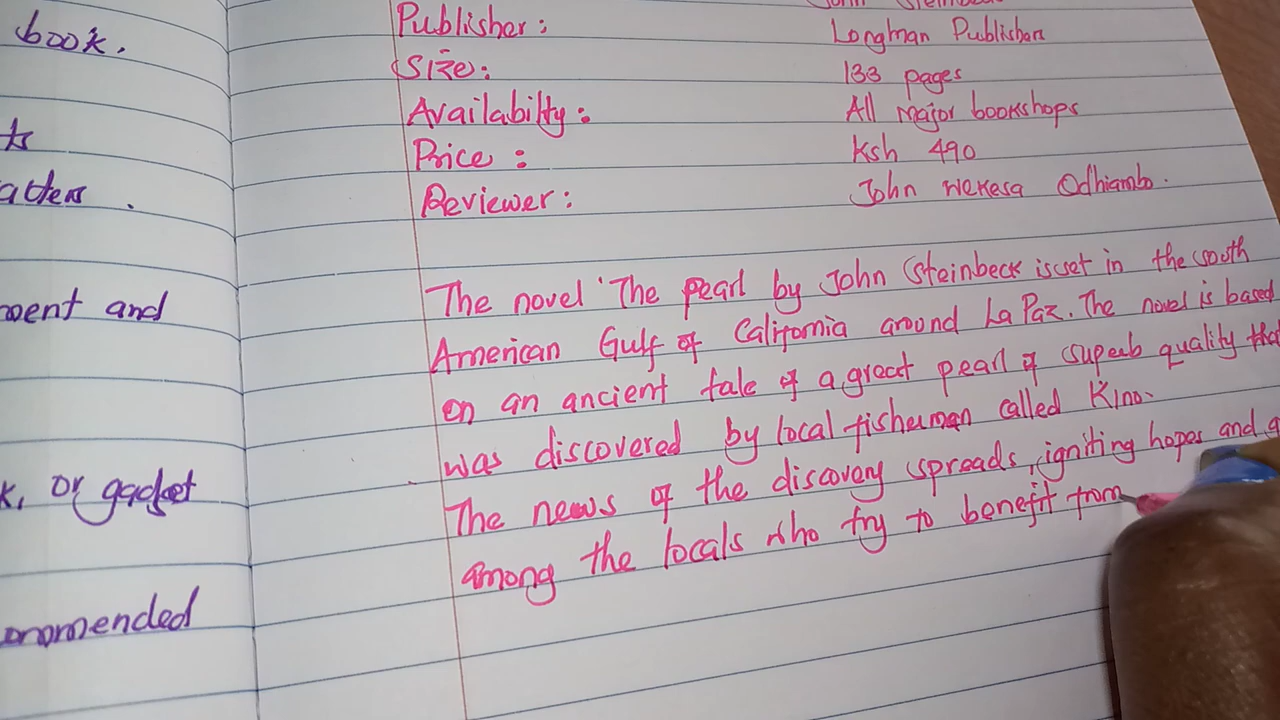 book.
ts
ment and
or gadget
Publisher: Longman Publishers
Size: 133 pages
Availabilty: All major bookshops
Price: Ksh 490
Reviewer: John Wekesa Odhiambo.
The novel 'The pearl by John Steinbeck is set in the south
American Gulf of California around La Paz. The novel is based
on an ancient tale of a great pearl of superb quality tha
was discovered by local fisherman called Kino.
The news of the discovery spreads, igniting hopes and
among the locals who try to benefit from